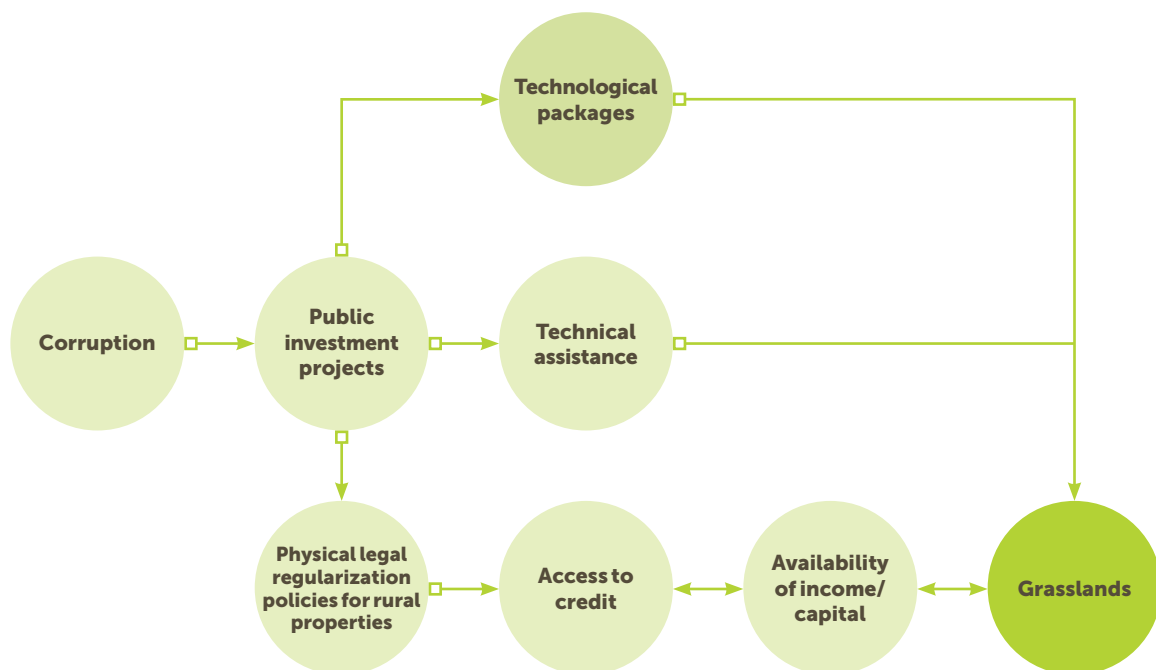 Technological
packages
Corruption
Public
investment
projects
Technical
assistance
Physical legal
regularization
policies for rural
properties
Access to
credit
Availability
of income/
capital
Grasslands